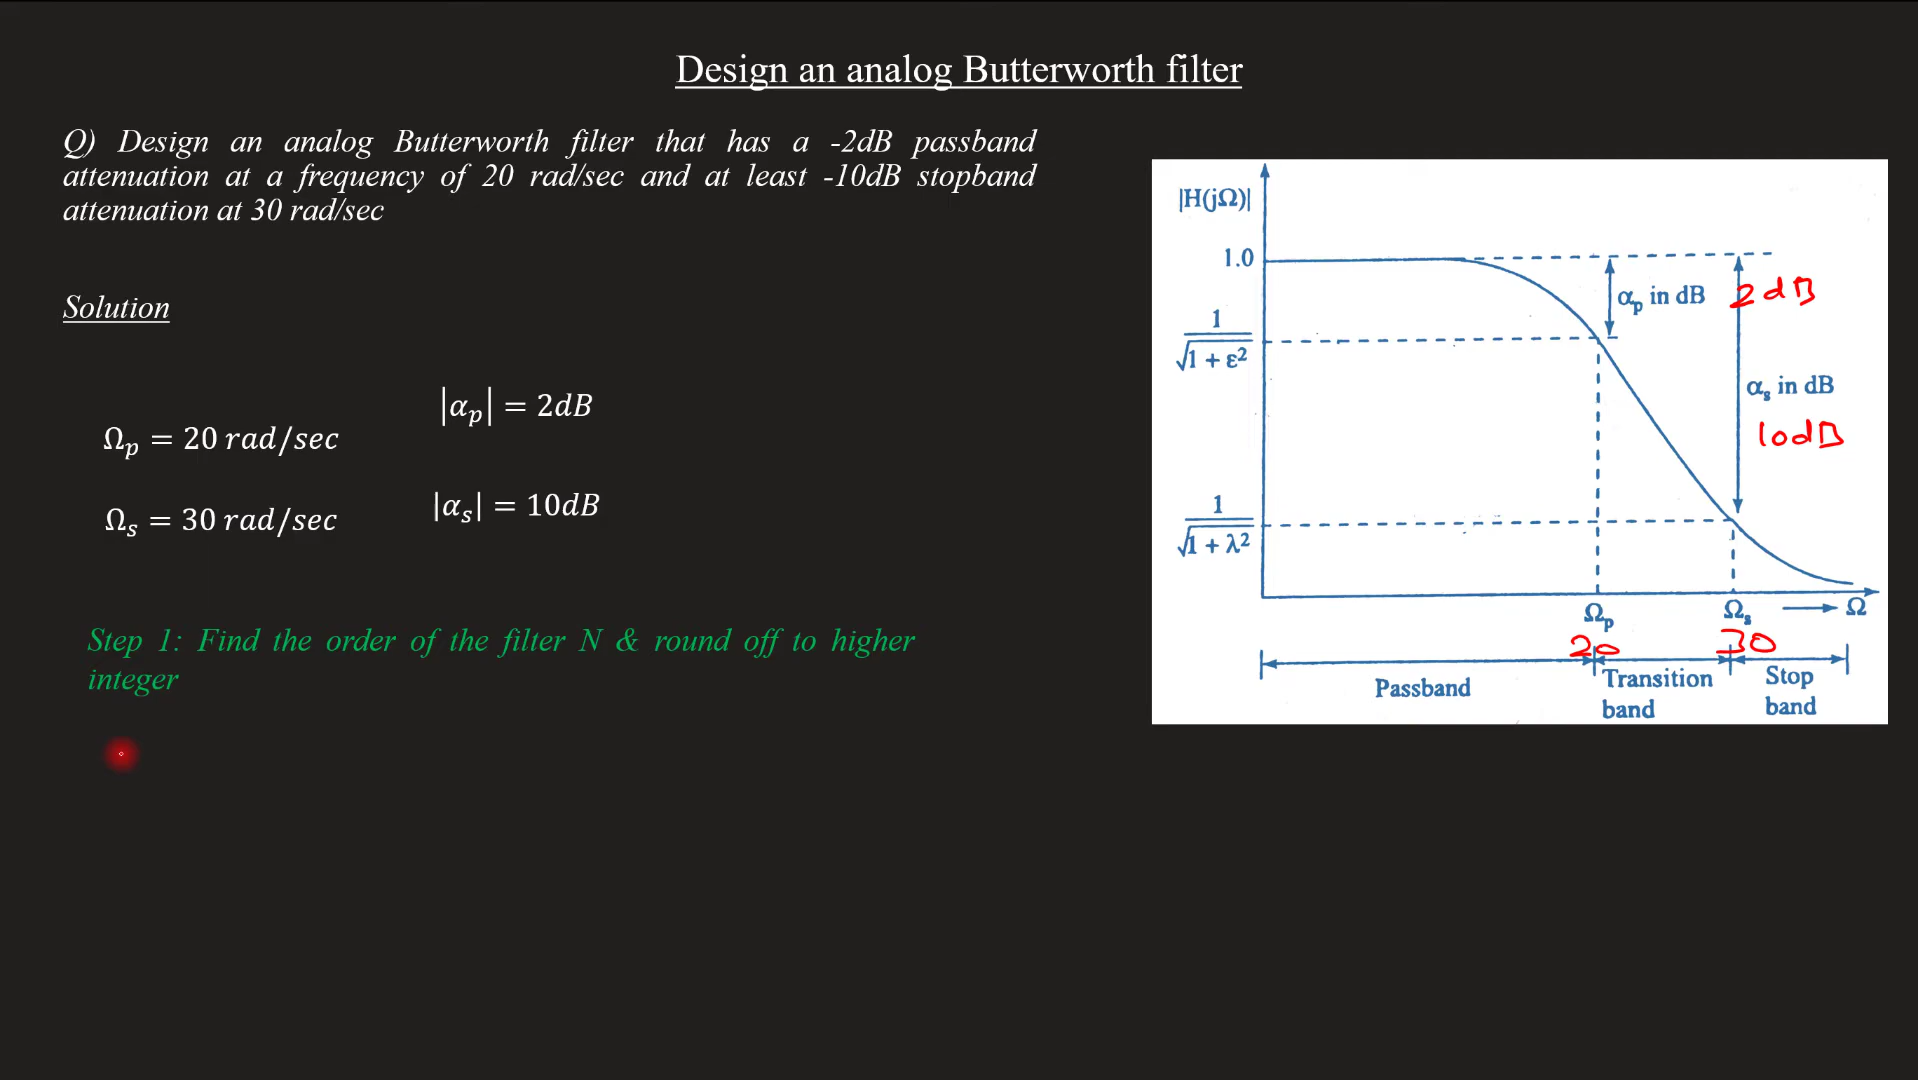 Design an analog Butterworth filter
Q) Design an analog Butterworth filter that has a -2dB passband
attenuation at a frequency of 20 rad/sec and at least -10dB stopband
attenuation at 30 rad/sec
Solution
|αₚ| = 2dB
Ωₚ = 20 rad/sec
|αₛ| = 10dB
Ωₛ = 30 rad/sec
Step 1: Find the order of the filter N & round off to higher
integer
|H(jΩ)|
1.0
αₚ in dB 2dB
1/√1 + ε²
αₛ in dB
10dB
1/√1 + λ²
Ωₚ Ωₛ Ω
20 30
Passband Transition band Stop band